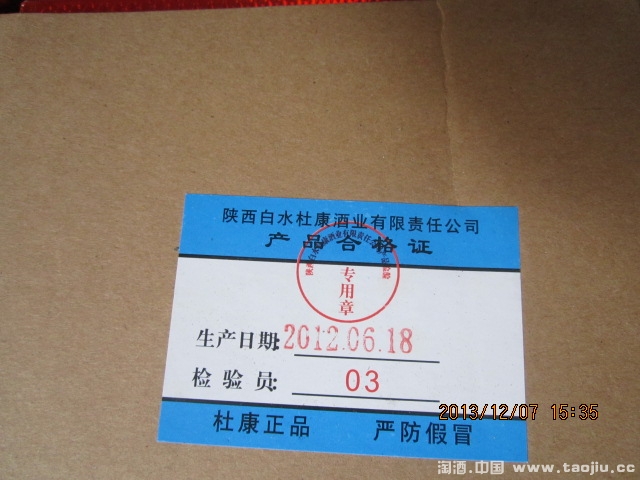 陕西白水杜康酒业有限责任公司
产品合格证
专用章
生产日期: 2012.06.18
检验员: 03
杜康正品 严防假冒
2013/12/07 15:35
淘酒.中国 www.taojiu.cc